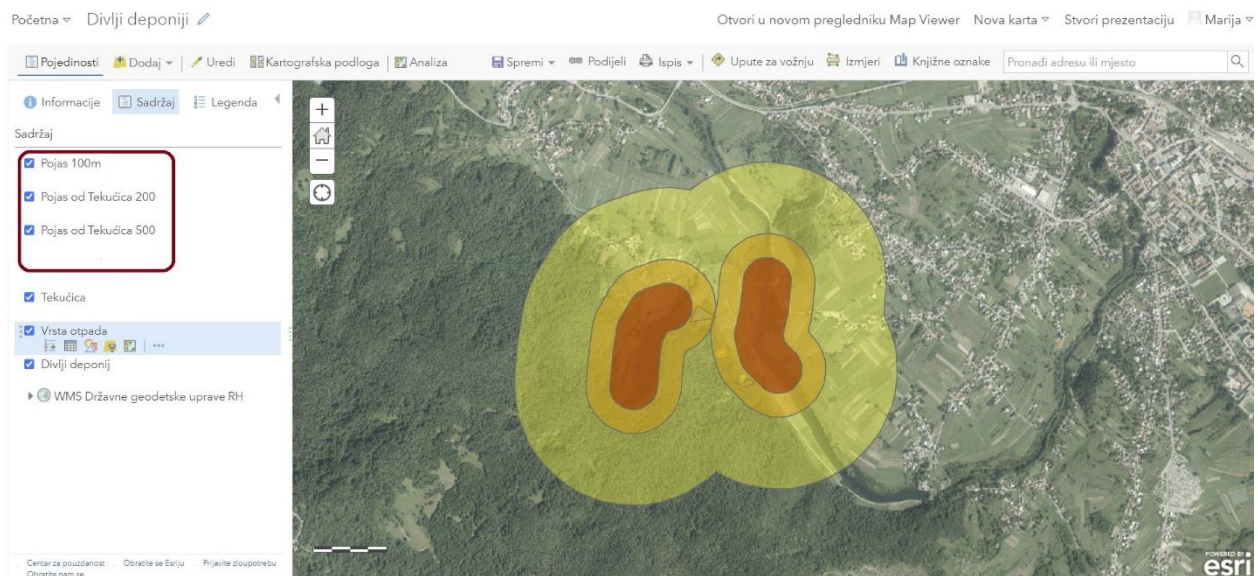 Početna Divlji deponiji
Otvori u novom pregledniku Map Viewer Nova karta Stvori prezentaciju Marija
Pojedinosti Dodaj Uredi Kartografska podloga Analiza Spremi Podijeli Ispis Upute za vožnju Izmjeri Knjižne oznake Pronađi adresu ili mjesto
Informacije Sadržaj Legenda
Sadržaj
Pojas 100m
Pojas od Tekućica 200
Pojas od Tekućica 500
Tekućica
Vrsta otpada
Divlji deponij
WMS Državne geodetske uprave RH
Centar za pouzdanost Obratite se Esriju Prijavite zloupotrebu
Obratite nam se
POWERED BY
esri